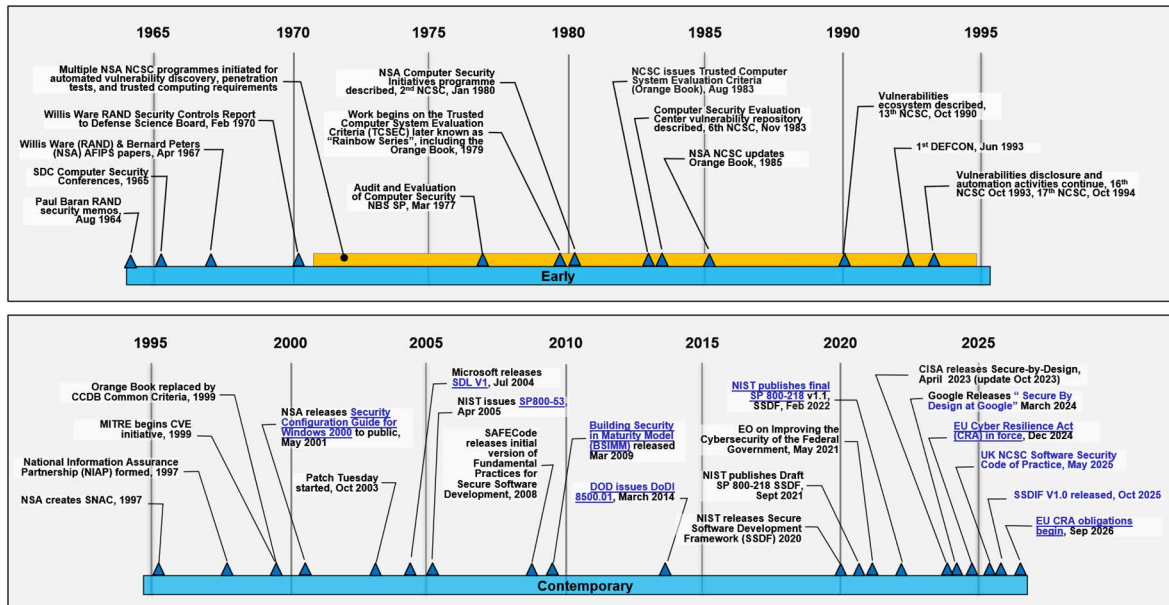 1965
1970
1975
1980
1985
1990
1995
Multiple NSA NCSC programmes initiated for
automated vulnerability discovery, penetration
tests, and trusted computing requirements
Willis Ware RAND Security Controls Report
to Defense Science Board, Feb 1970
Willis Ware (RAND) & Bernard Peters
(NSA) AFIPS papers, Apr 1967
SDC Computer Security
Conferences, 1965
Paul Baran RAND
security memos,
Aug 1964
NSA Computer Security
Initiatives programme
described, 2nd NCSC, Jan 1980
Work begins on the Trusted
Computer System Evaluation
Criteria (TCSEC) later known as
“Rainbow Series”, including the
Orange Book, 1979
Audit and Evaluation
of Computer Security
NBS SP, Mar 1977
NCSC issues Trusted Computer
System Evaluation Criteria
(Orange Book), Aug 1983
Computer Security Evaluation
Center vulnerability repository
described, 6th NCSC, Nov 1983
NSA NCSC updates
Orange Book, 1985
Vulnerabilities
ecosystem described,
13th NCSC, Oct 1990
1st DEFCON, Jun 1993
Vulnerabilities disclosure and
automation activities continue, 16th
NCSC Oct 1993, 17th NCSC, Oct 1994
Early
1995
2000
2005
2010
2015
2020
2025
Orange Book replaced by
CCDB Common Criteria, 1999
MITRE begins CVE
initiative, 1999
National Information Assurance
Partnership (NIAP) formed, 1997
NSA creates SNAC, 1997
NSA releases Security
Configuration Guide for
Windows 2000 to public,
May 2001
Patch Tuesday
started, Oct 2003
Microsoft releases
SDL V1, Jul 2004
NIST issues SP800-53,
Apr 2005
SAFECode
releases initial
version of
Fundamental
Practices for
Secure Software
Development, 2008
Building Security
in Maturity Model
(BSIMM) released
Mar 2009
DOD issues DoDI
8500.01, March 2014
NIST publishes final
SP 800-218 v1.1,
SSDF, Feb 2022
EO on Improving the
Cybersecurity of the Federal
Government, May 2021
NIST publishes Draft
SP 800-218 SSDF,
Sept 2021
NIST releases Secure
Software Development
Framework (SSDF) 2020
CISA releases Secure-by-Design,
April 2023 (update Oct 2023)
Google Releases “ Secure By
Design at Google” March 2024
EU Cyber Resilience Act
(CRA) in force, Dec 2024
UK NCSC Software Security
Code of Practice, May 2025
SSDIF V1.0 released, Oct 2025
EU CRA obligations
begin, Sep 2026
Contemporary